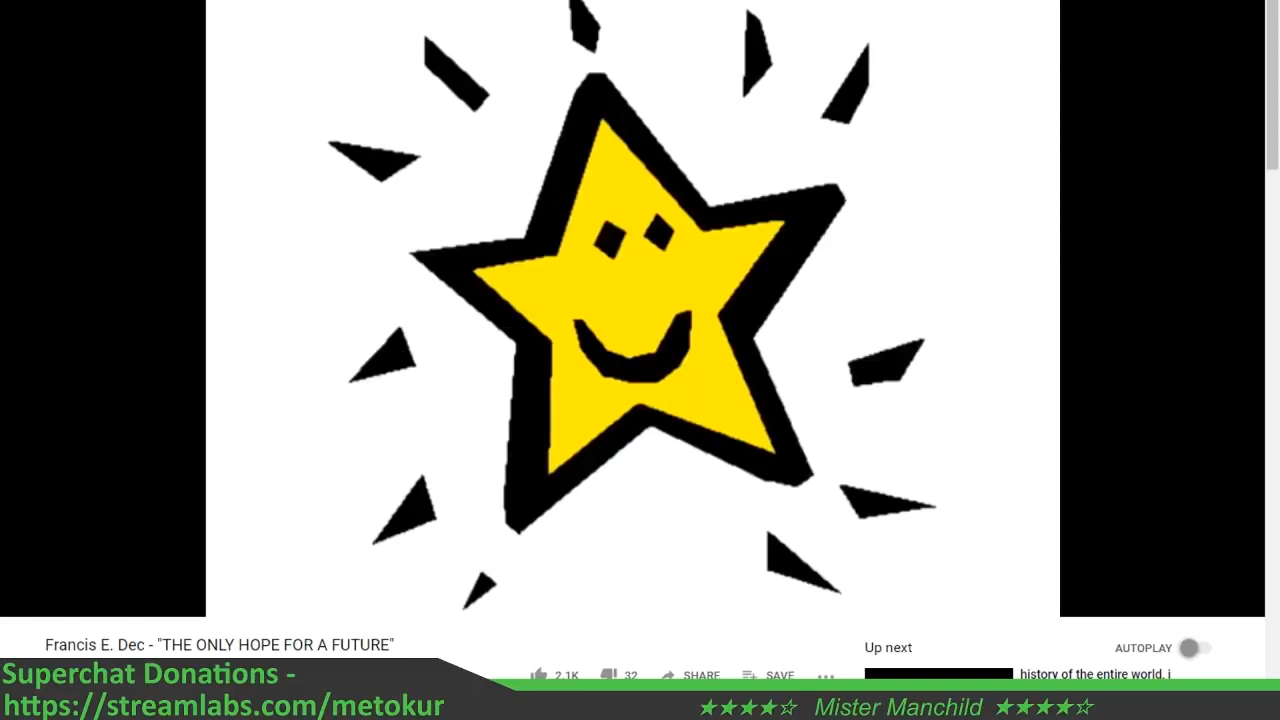 Francis E. Dec - "THE ONLY HOPE FOR A FUTURE"
Up next
AUTOPLAY
2.1K
32
SHARE
SAVE
history of the entire world, i
Superchat Donations -
https://streamlabs.com/metokur
★★★★☆ Mister Manchild ★★★★☆